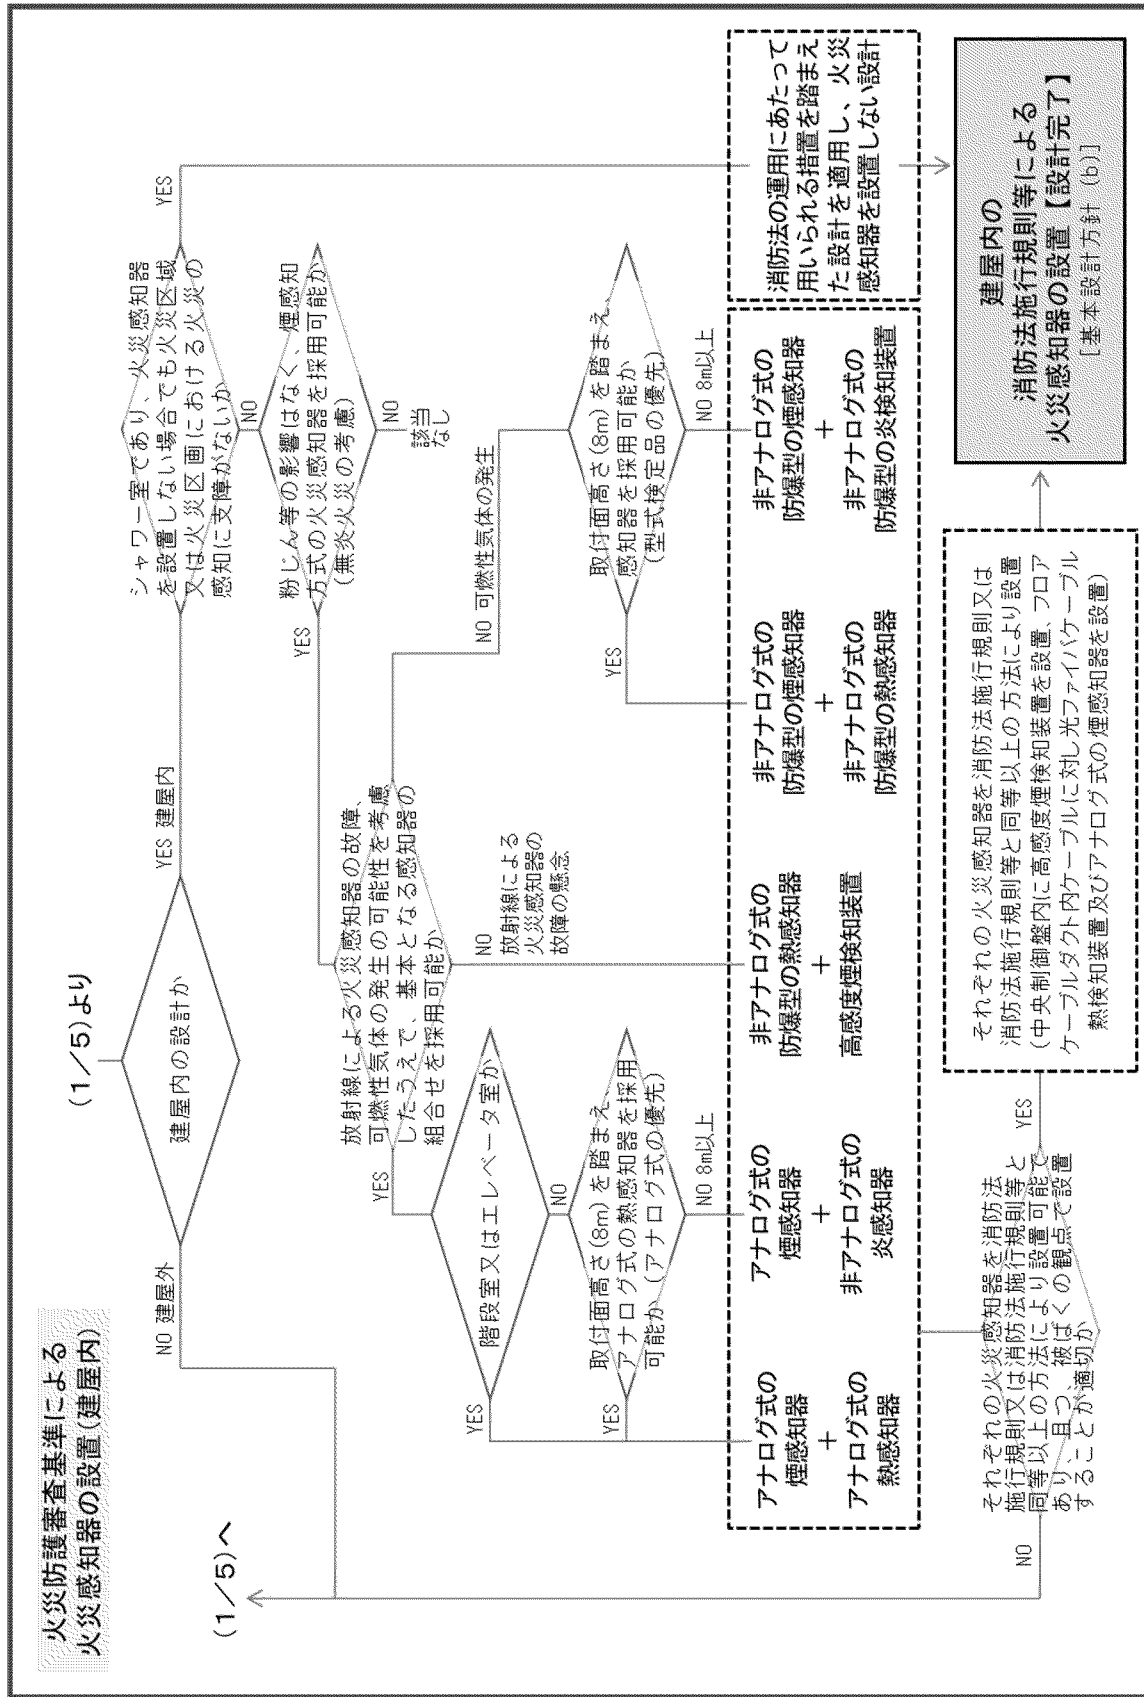 火災防護審査基準による
火災感知器の設置(建屋内)
(1/5)より
(1/5)へ
建屋内の設計か
NO 建屋外
YES 建屋内
シャワー室であり、火災感知器
を設置しない場合でも火災区域
又は火災区画における火災の
感知に支障がないか
YES
NO
粉じん等の影響はなく、煙感知
方式の火災感知器を採用可能か
(無炎火災の考慮)
YES
NO
該当
なし
放射線による火災感知器の故障、
可燃性気体の発生の可能性を考慮
したうえで、基本となる感知器の
組合せを採用可能か
YES
NO
放射線による
火災感知器の
故障の懸念
NO 可燃性気体の発生
階段室又はエレベータ室か
YES
NO
取付面高さ(8m)を踏まえ、
アナログ式の熱感知器を採用
可能か (アナログ式の優先)
YES
NO 8m以上
取付面高さ(8m)を踏まえ、
感知器を採用可能か
(型式検定品の優先)
YES
NO 8m以上
アナログ式の
煙感知器
+
アナログ式の
熱感知器
アナログ式の
煙感知器
+
非アナログ式の
炎感知器
非アナログ式の
防爆型の熱感知器
+
高感度煙検知装置
非アナログ式の
防爆型の煙感知器
+
非アナログ式の
防爆型の熱感知器
非アナログ式の
防爆型の煙感知器
+
非アナログ式の
防爆型の炎検知装置
消防法の運用にあたって
用いられる措置を踏まえ
た設計を適用し、火災
感知器を設置しない設計
それぞれの火災感知器を消防法
施行規則又は消防法施行規則等と
同等以上の方法により設置可能で
あり、且つ、被ばくの観点で設置
することが適切か
NO
YES
それぞれの火災感知器を消防法施行規則又は
消防法施行規則等と同等以上の方法により設置
(中央制御盤内に高感度煙検知装置を設置、フロア
ケーブルダクト内ケーブルに対し光ファイバケーブル
熱検知装置及びアナログ式の煙感知器を設置)
建屋内の
消防法施行規則等による
火災感知器の設置【設計完了】
[基本設計方針 (b)]